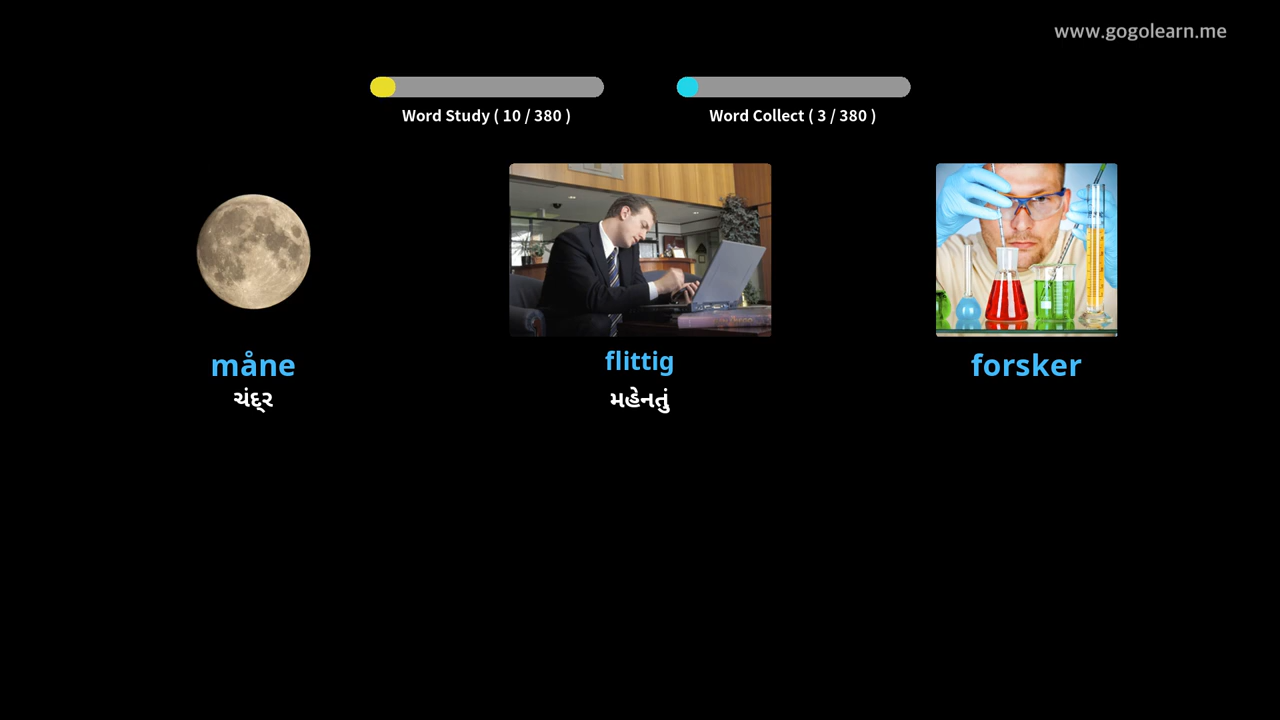 www.gogolearn.me
Word Study ( 10 / 380 )
Word Collect ( 3 / 380 )
måne
flittig
forsker
ચંદ્ર
મહેનતું